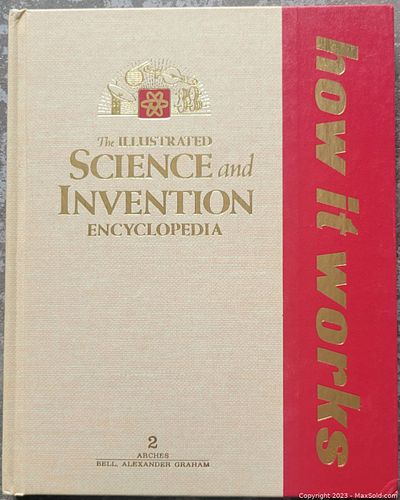 The ILLUSTRATED
SCIENCE and
INVENTION
ENCYCLOPEDIA
how it works
2
ARCHES
BELL, ALEXANDER GRAHAM
Copyright 2023 - MaxSold.com